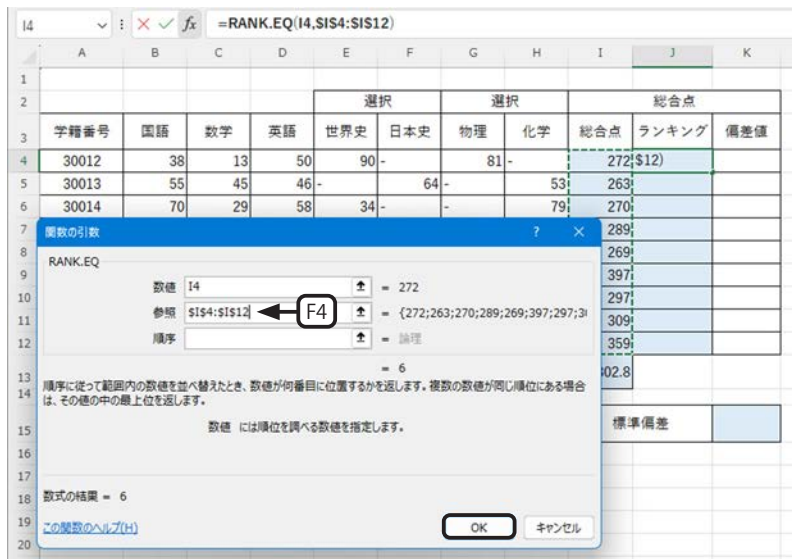 I4 fx =RANK.EQ(I4,$I$4:$I$12)
A B C D E F G H I J K
1
2 選択 選択 総合点
3 学籍番号 国語 数学 英語 世界史 日本史 物理 化学 総合点 ランキング 偏差値
4 30012 38 13 50 90 - 81 - 272 $12)
5 30013 55 45 46 - 64 - 53 263
6 30014 70 29 58 34 - - 79 270
7 289
8 269
9 397
10 297
11 309
12 359
13 02.8
14
15 標準偏差
16
17
18
19
20
関数の引数 ? ×
RANK.EQ
数値 I4 = 272
参照 $I$4:$I$12 F4 = {272;263;270;289;269;397;297;3
順序 = 論理
= 6
順序に従って範囲内の数値を並べ替えたとき、数値が何番目に位置するかを返します。複数の数値が同じ順位にある場合
は、その値の中の最上位を返します。
数値 には順位を調べる数値を指定します。
数式の結果 = 6
この関数のヘルプ(H)
OK キャンセル